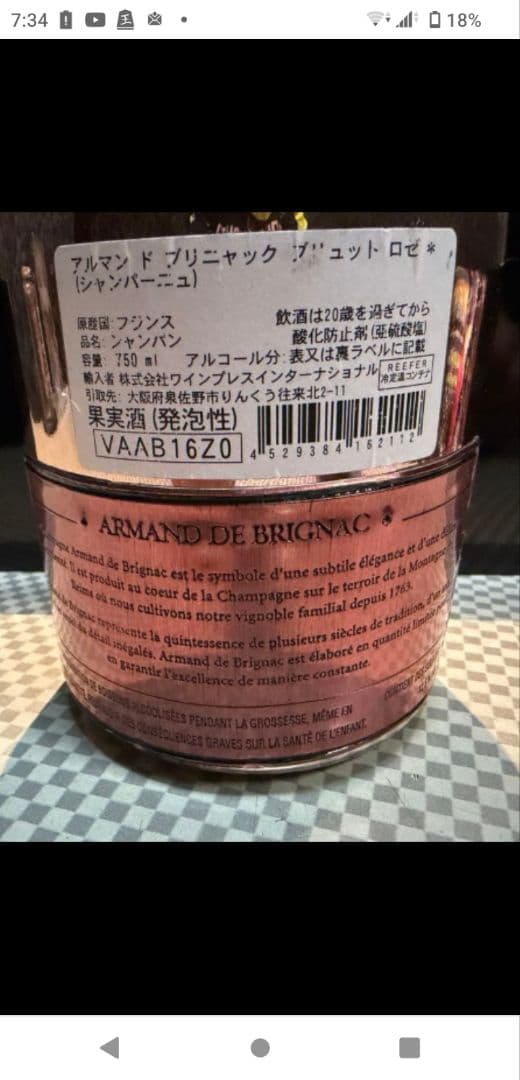 7:34
18%
アルマン ド ブリニャック ブリュット ロゼ *
(シャンパーニュ)
原産国: フランス
飲酒は20歳を過ぎてから
品名: シャンパン
酸化防止剤 (亜硫酸塩)
容量: 750 ml アルコール分: 表又は裏ラベルに記載
輸入者 株式会社ワインプレスインターナショナル
REEFER
冷定温コンテナ
引取先: 大阪府泉佐野市りんくう往来北2-11
果実酒 (発泡性)
VAAB16Z0
4 529384 162112
ARMAND DE BRIGNAC
Armand de Brignac est le symbole d'une subtile élégance et d'une
Il est produit au coeur de la Champagne sur le terroir de la Montagne
Reims où nous cultivons notre vignoble familial depuis 1763.
de Brignac représente la quintessence de plusieurs siècles de tradition, d'un
du détail inégalés. Armand de Brignac est élaboré en quantité limitée
en garantir l'excellence de manière constante.
DE BOISSONS ALCOOLISÉES PENDANT LA GROSSESSE, MÊME EN
DES CONSÉQUENCES GRAVES SUR LA SANTÉ DE L'ENFANT.
CONTIENT DES